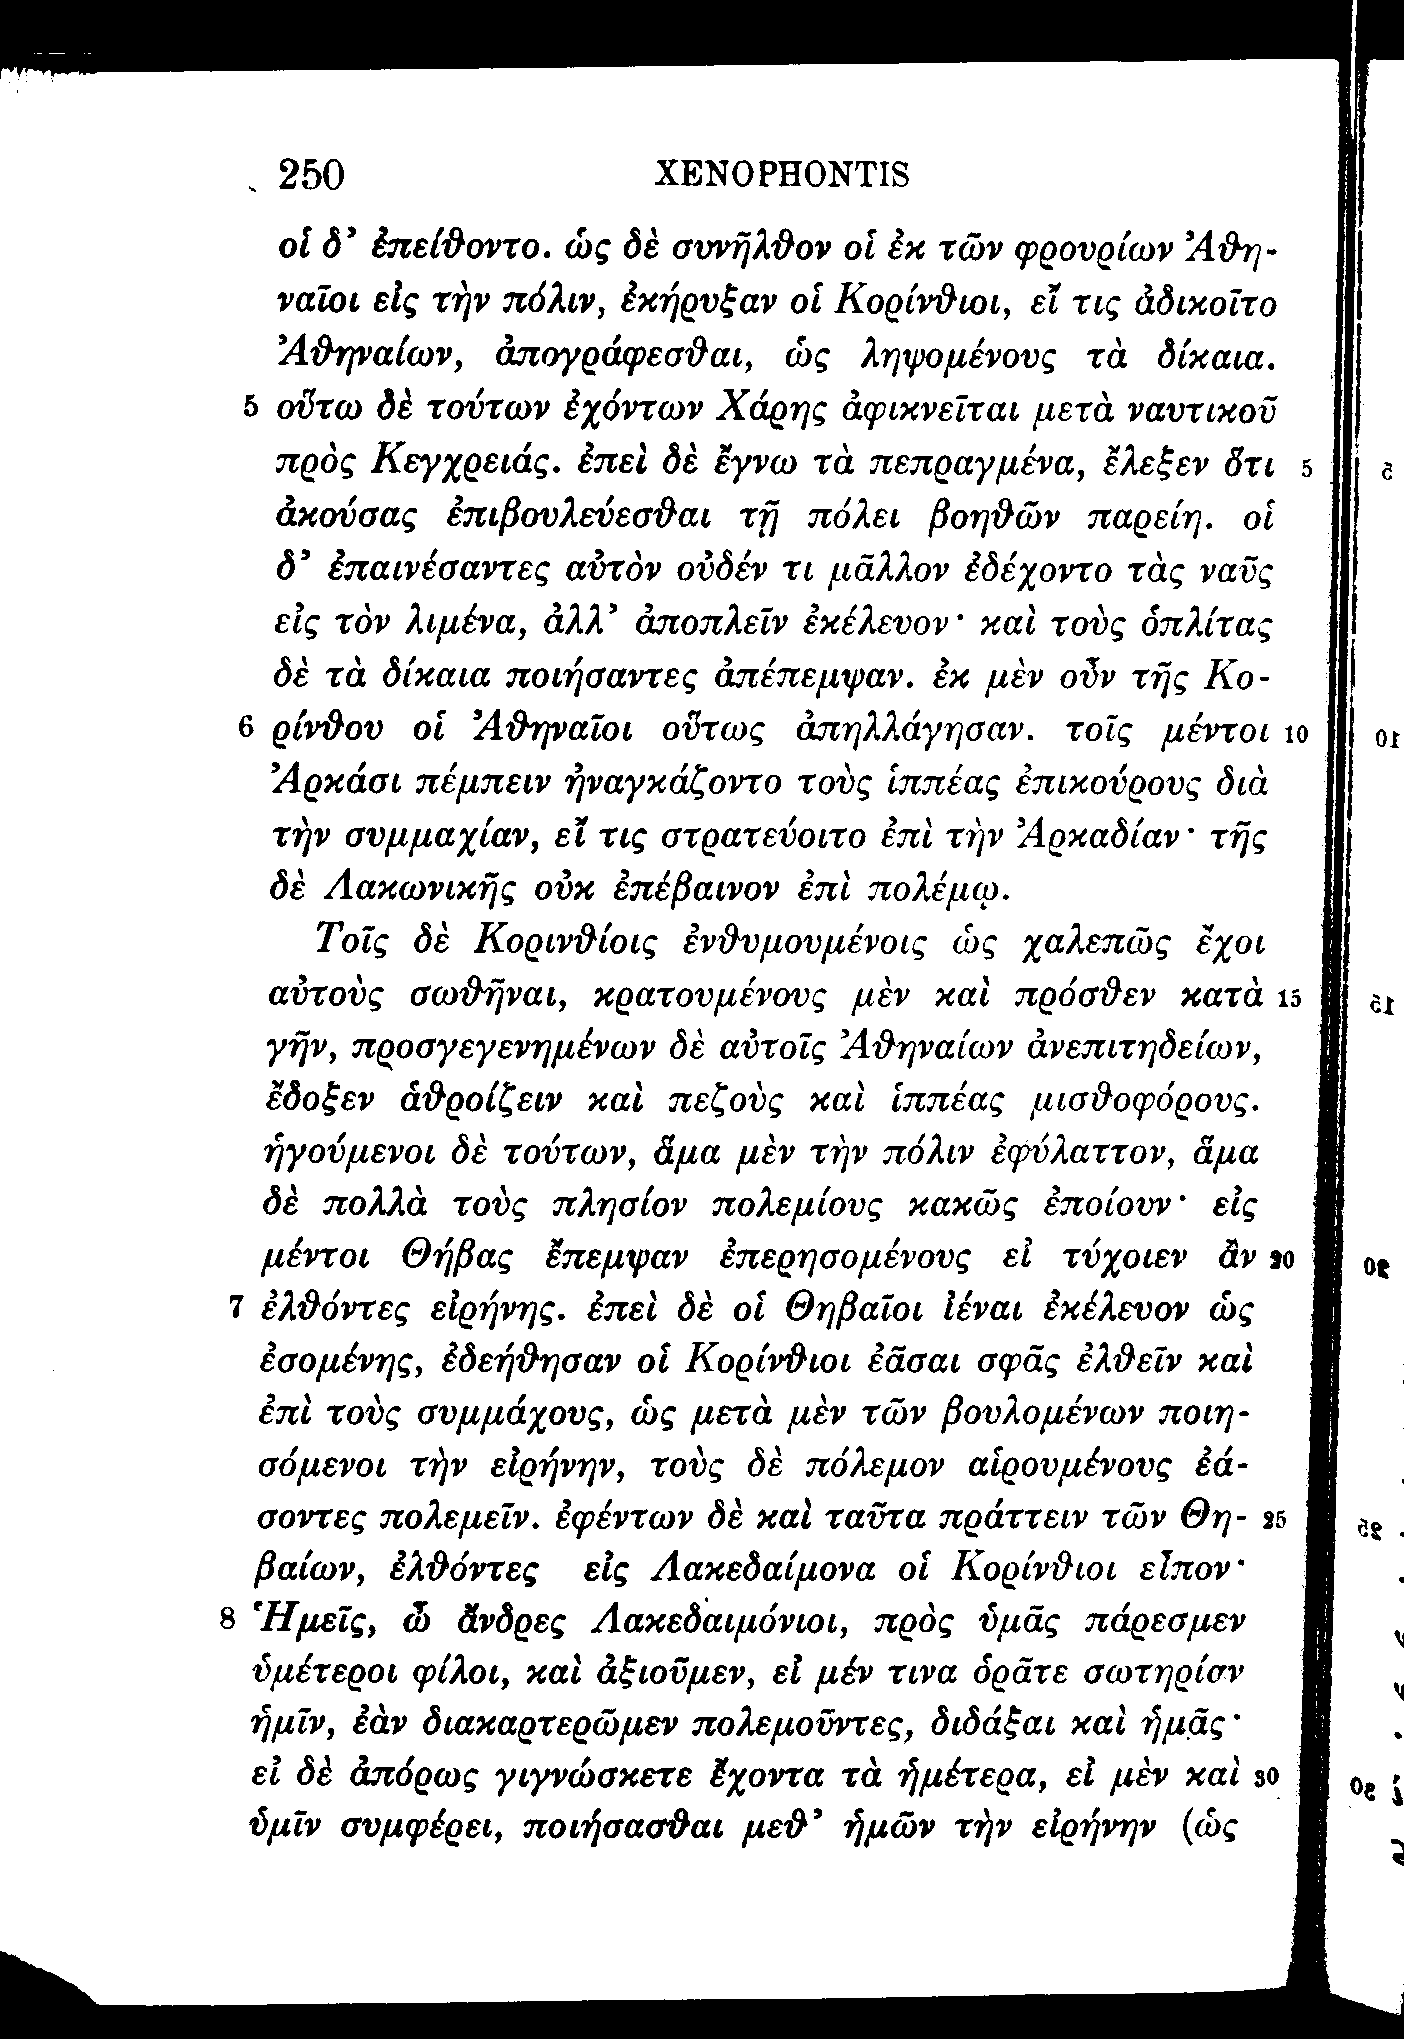 250 XENOPHONTIS
οἱ δ’ ἐπείϑοντο. ὡς δὲ συνῆλϑον οἱ ἐκ τῶν φρουρίων Ἀϑη-
ναῖοι εἰς τὴν πόλιν, ἐκήρυξαν οἱ Κορίνϑιοι, εἴ τις ἀδικοῖτο
Ἀϑηναίων, ἀπογράφεσϑαι, ὡς ληψομένους τὰ δίκαια.
5 οὕτω δὲ τούτων ἐχόντων Χάρης ἀφικνεῖται μετὰ ναυτικοῦ
πρὸς Κεγχρειάς. ἐπεὶ δὲ ἔγνω τὰ πεπραγμένα, ἔλεξεν ὅτι 5
ἀκούσας ἐπιβουλεύεσϑαι τῇ πόλει βοηϑῶν παρείη. οἱ
δ’ ἐπαινέσαντες αὐτὸν οὐδέν τι μᾶλλον ἐδέχοντο τὰς ναῦς
εἰς τὸν λιμένα, ἀλλ’ ἀποπλεῖν ἐκέλευον· καὶ τοὺς ὁπλίτας
δὲ τὰ δίκαια ποιήσαντες ἀπέπεμψαν. ἐκ μὲν οὖν τῆς Κο-
6 ρίνϑου οἱ Ἀϑηναῖοι οὕτως ἀπηλλάγησαν. τοῖς μέντοι 10
Ἀρκάσι πέμπειν ἠναγκάζοντο τοὺς ἱππέας ἐπικούρους διὰ
τὴν συμμαχίαν, εἴ τις στρατεύοιτο ἐπὶ τὴν Ἀρκαδίαν· τῆς
δὲ Λακωνικῆς οὐκ ἐπέβαινον ἐπὶ πολέμῳ.
Τοῖς δὲ Κορινϑίοις ἐνϑυμουμένοις ὡς χαλεπῶς ἔχοι
αὐτοὺς σωϑῆναι, κρατουμένους μὲν καὶ πρόσϑεν κατὰ 15
γῆν, προσγεγενημένων δὲ αὐτοῖς Ἀϑηναίων ἀνεπιτηδείων,
ἔδοξεν ἁϑροίζειν καὶ πεζοὺς καὶ ἱππέας μισϑοφόρους.
ἡγούμενοι δὲ τούτων, ἅμα μὲν τὴν πόλιν ἐφύλαττον, ἅμα
δὲ πολλὰ τοὺς πλησίον πολεμίους κακῶς ἐποίουν· εἰς
μέντοι Θήβας ἔπεμψαν ἐπερησομένους εἰ τύχοιεν ἂν 20
7 ἐλϑόντες εἰρήνης. ἐπεὶ δὲ οἱ Θηβαῖοι ἰέναι ἐκέλευον ὡς
ἐσομένης, ἐδεήϑησαν οἱ Κορίνϑιοι ἐᾶσαι σφᾶς ἐλϑεῖν καὶ
ἐπὶ τοὺς συμμάχους, ὡς μετὰ μὲν τῶν βουλομένων ποιη-
σόμενοι τὴν εἰρήνην, τοὺς δὲ πόλεμον αἱρουμένους ἐά-
σοντες πολεμεῖν. ἐφέντων δὲ καὶ ταῦτα πράττειν τῶν Θη- 25
βαίων, ἐλϑόντες εἰς Λακεδαίμονα οἱ Κορίνϑιοι εἶπον·
8 Ἡμεῖς, ὦ ἄνδρες Λακεδαιμόνιοι, πρὸς ὑμᾶς πάρεσμεν
ὑμέτεροι φίλοι, καὶ ἀξιοῦμεν, εἰ μέν τινα ὁρᾶτε σωτηρίαν
ἡμῖν, ἐὰν διακαρτερῶμεν πολεμοῦντες, διδάξαι καὶ ἡμᾶς·
εἰ δὲ ἀπόρως γιγνώσκετε ἔχοντα τὰ ἡμέτερα, εἰ μὲν καὶ 30
ὑμῖν συμφέρει, ποιήσασϑαι μεϑ’ ἡμῶν τὴν εἰρήνην (ὡς